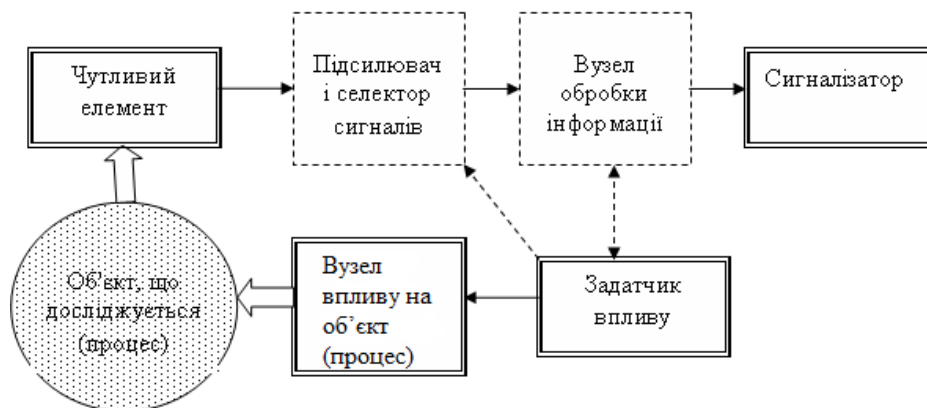 Чутливий
елемент
Підсилювач
і селектор
сигналів
Вузел
обробки
інформації
Сигналізатор
Об'єкт, що
досліджується
(процес)
Вузел
впливу на
об’єкт
(процес)
Задатчик
впливу